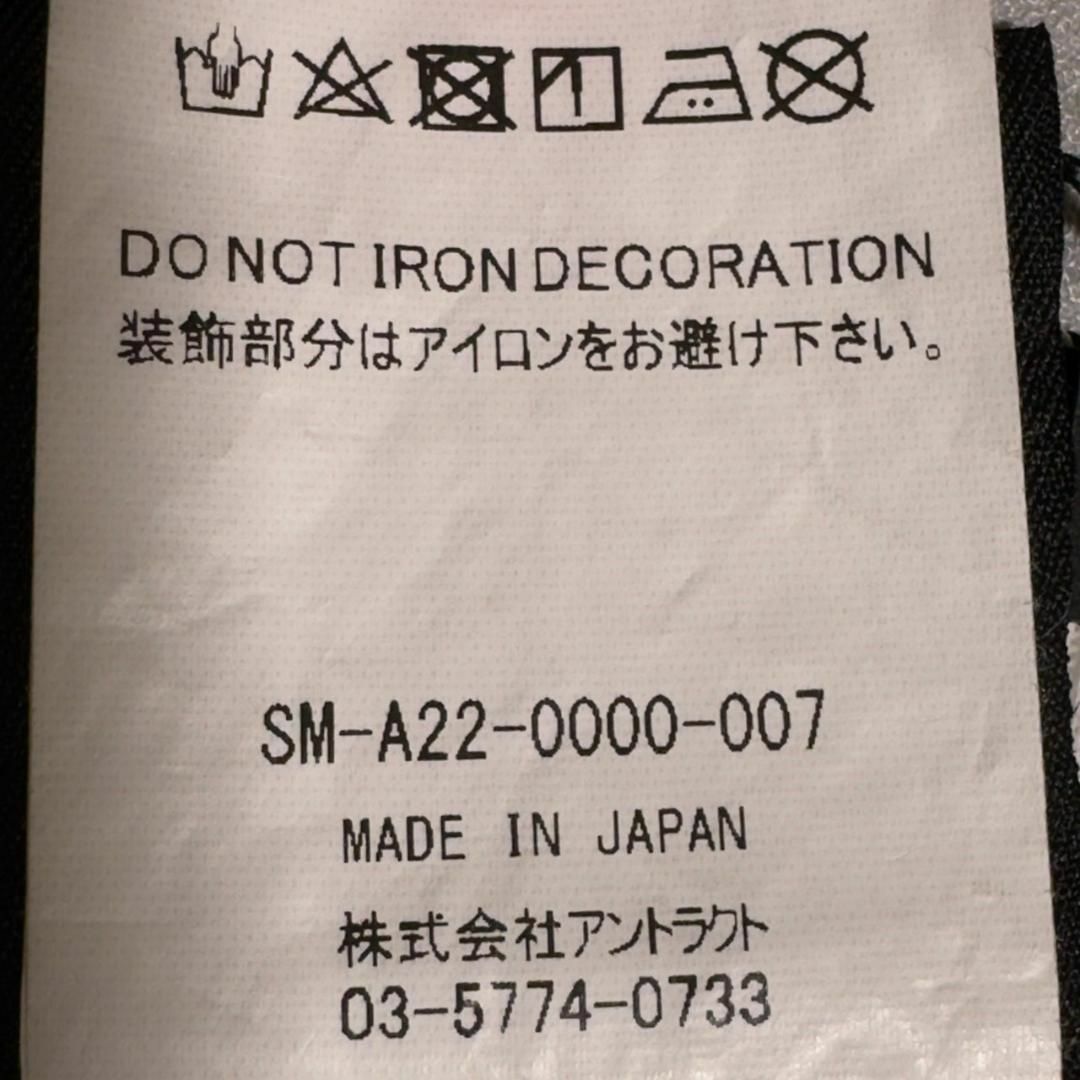 DO NOT IRON DECORATION
装飾部分はアイロンをお避け下さい。
SM-A22-0000-007
MADE IN JAPAN
株式会社アントラクト
03-5774-0733